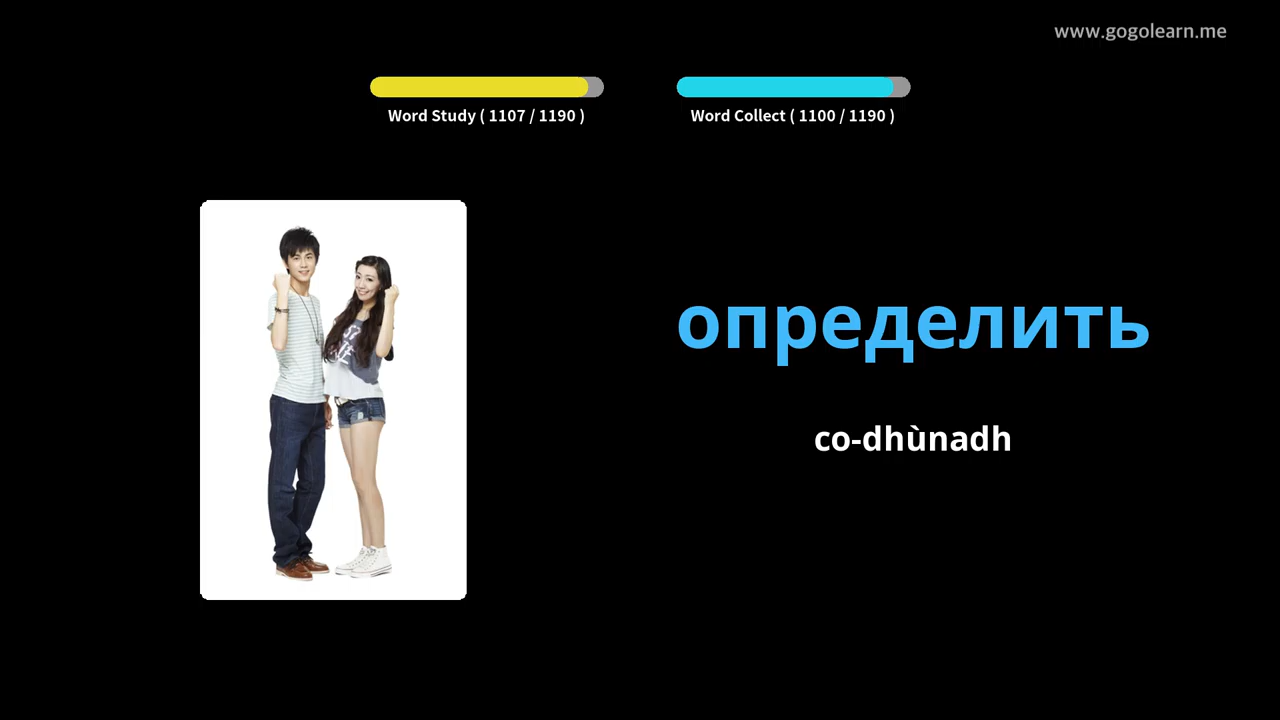 www.gogolearn.me
Word Study ( 1107 / 1190 )
Word Collect ( 1100 / 1190 )
определить
co-dhùnadh